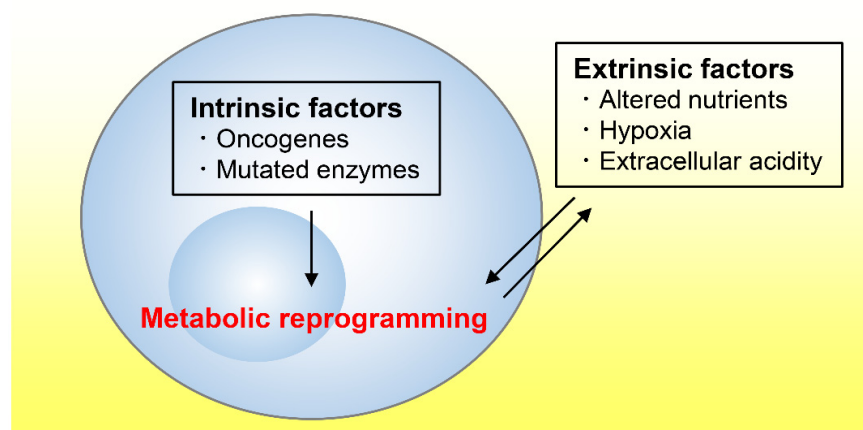 Intrinsic factors
・Oncogenes
・Mutated enzymes
Extrinsic factors
・Altered nutrients
・Hypoxia
・Extracellular acidity
Metabolic reprogramming